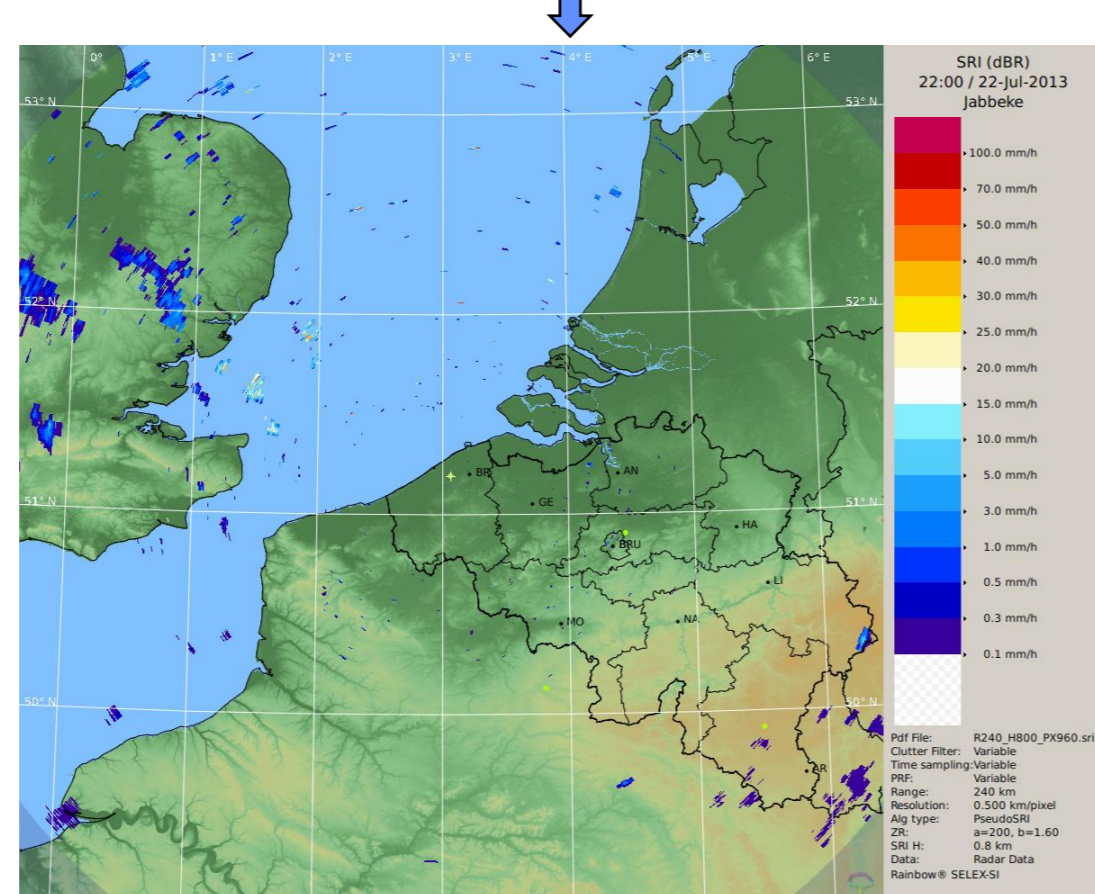 0°
1° E
2° E
3° E
4° E
5° E
6° E
53° N
53° N
52° N
52° N
51° N
51° N
50° N
50° N
BR
AN
GE
HA
BRU
LI
MO
NA
AR
SRI (dBR)
22:00 / 22-Jul-2013
Jabbeke
100.0 mm/h
70.0 mm/h
50.0 mm/h
40.0 mm/h
30.0 mm/h
25.0 mm/h
20.0 mm/h
15.0 mm/h
10.0 mm/h
5.0 mm/h
3.0 mm/h
1.0 mm/h
0.5 mm/h
0.3 mm/h
0.1 mm/h
Pdf File: R240_H800_PX960.sri
Clutter Filter: Variable
Time sampling:Variable
PRF: Variable
Range: 240 km
Resolution: 0.500 km/pixel
Alg type: PseudoSRI
ZR: a=200, b=1.60
SRI H: 0.8 km
Data: Radar Data
Rainbow® SELEX-SI